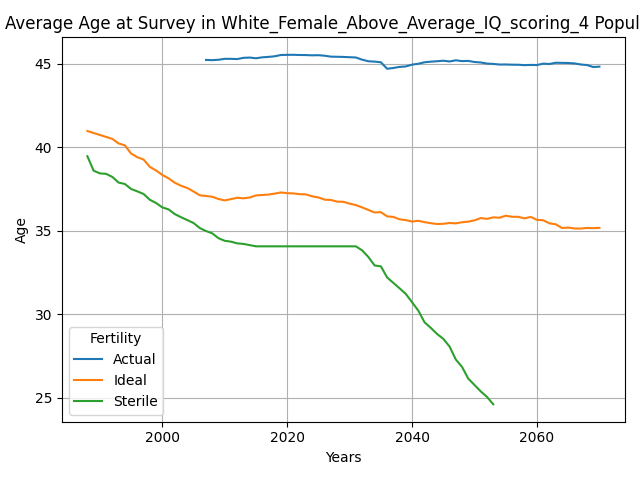 Average Age at Survey in White_Female_Above_Average_IQ_scoring_4 Popul
45
40
35
30
25
Age
Fertility
Actual
Ideal
Sterile
2000 2020 2040 2060
Years